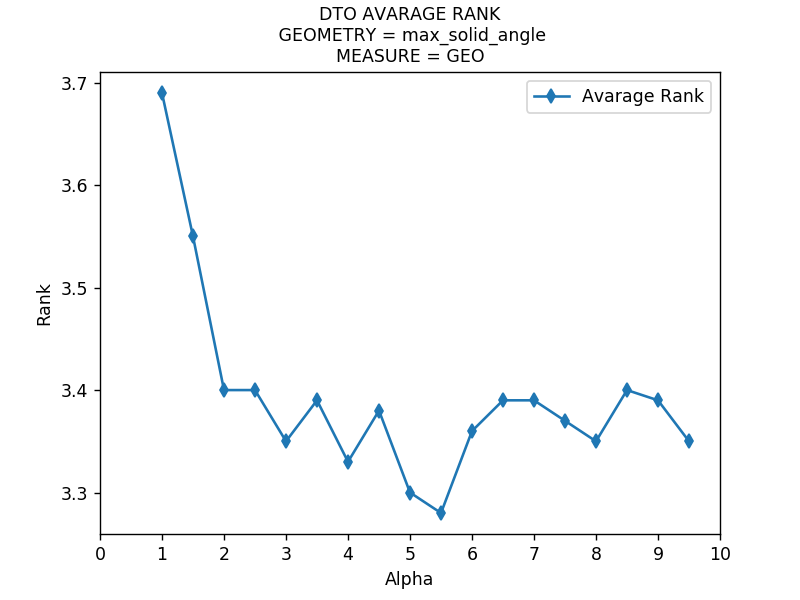 DTO AVARAGE RANK
GEOMETRY = max_solid_angle
MEASURE = GEO
Avarage Rank
3.7
3.6
3.5
3.4
3.3
Rank
0 1 2 3 4 5 6 7 8 9 10
Alpha